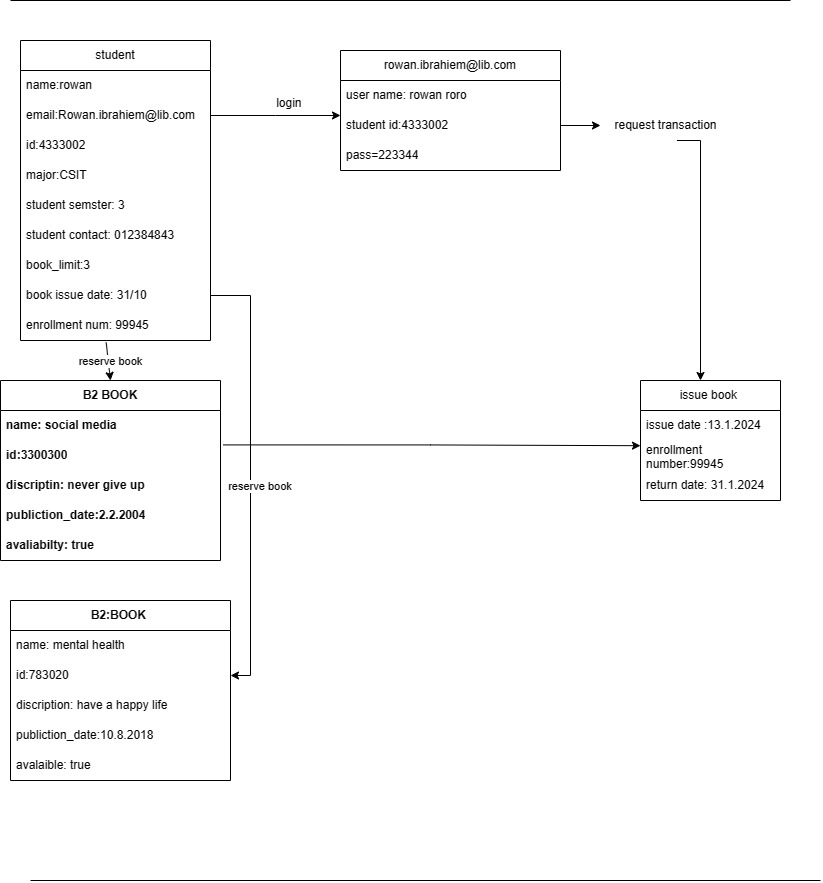 student
name:rowan
email:Rowan.ibrahiem@lib.com
id:4333002
major:CSIT
student semster: 3
student contact: 012384843
book_limit:3
book issue date: 31/10
enrollment num: 99945
login
rowan.ibrahiem@lib.com
user name: rowan roro
student id:4333002
pass=223344
request transaction
reserve book
B2 BOOK
name: social media
id:3300300
discriptin: never give up
publiction_date:2.2.2004
avaliabilty: true
issue book
issue date :13.1.2024
enrollment
number:99945
return date: 31.1.2024
reserve book
B2:BOOK
name: mental health
id:783020
discription: have a happy life
publiction_date:10.8.2018
avalaible: true